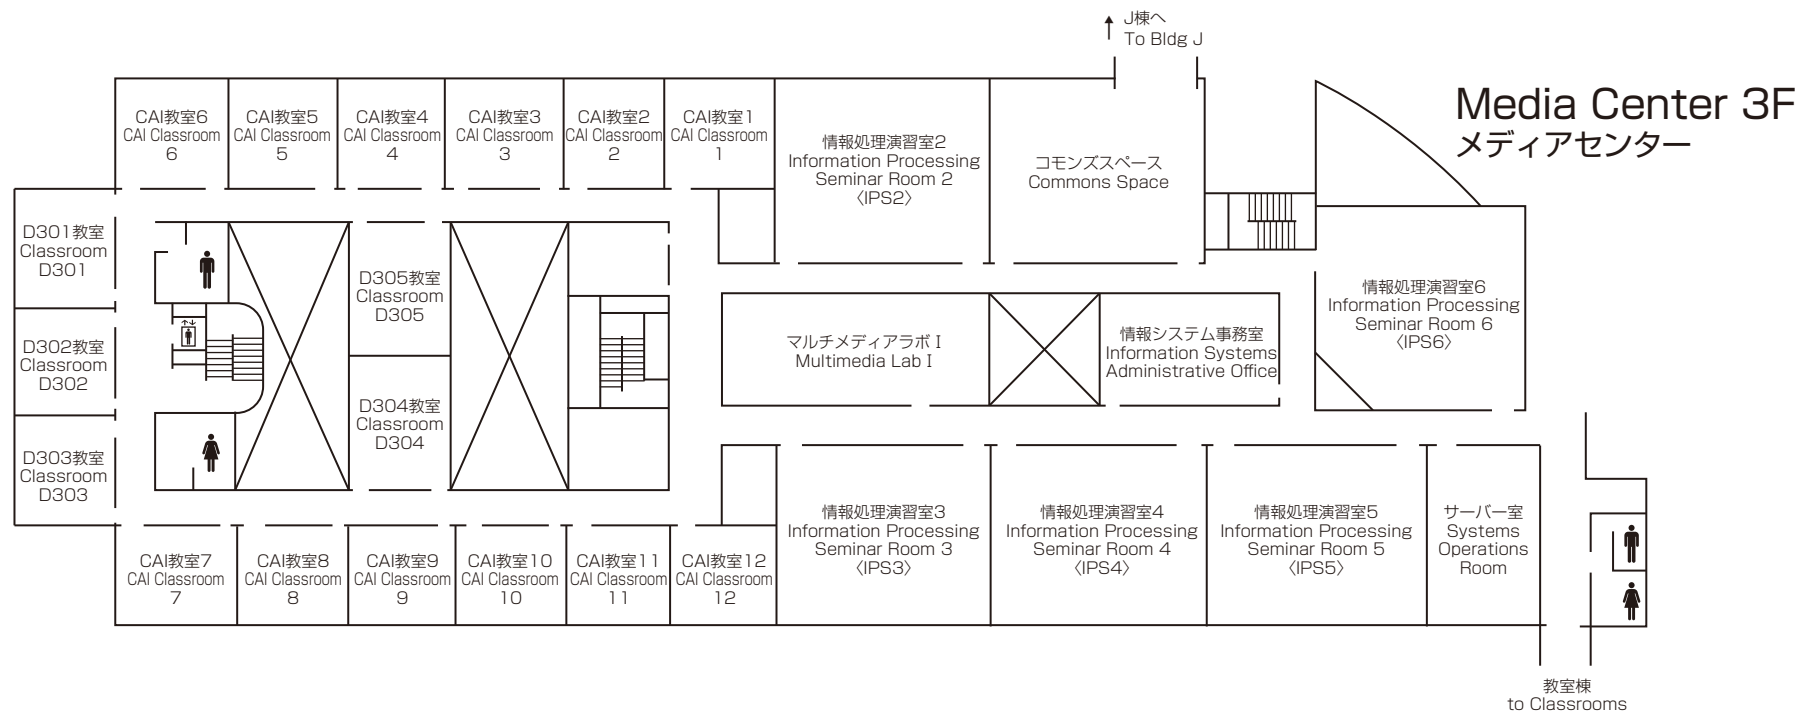 J棟へ
To Bldg J
Media Center 3F
メディアセンター
CAI教室6
CAI Classroom
6
CAI教室5
CAI Classroom
5
CAI教室4
CAI Classroom
4
CAI教室3
CAI Classroom
3
CAI教室2
CAI Classroom
2
CAI教室1
CAI Classroom
1
情報処理演習室2
Information Processing
Seminar Room 2
〈IPS2〉
コモンズスペース
Commons Space
D301教室
Classroom
D301
D302教室
Classroom
D302
D303教室
Classroom
D303
D305教室
Classroom
D305
D304教室
Classroom
D304
マルチメディアラボ I
Multimedia Lab I
情報システム事務室
Information Systems
Administrative Office
情報処理演習室6
Information Processing
Seminar Room 6
〈IPS6〉
CAI教室7
CAI Classroom
7
CAI教室8
CAI Classroom
8
CAI教室9
CAI Classroom
9
CAI教室10
CAI Classroom
10
CAI教室11
CAI Classroom
11
CAI教室12
CAI Classroom
12
情報処理演習室3
Information Processing
Seminar Room 3
〈IPS3〉
情報処理演習室4
Information Processing
Seminar Room 4
〈IPS4〉
情報処理演習室5
Information Processing
Seminar Room 5
〈IPS5〉
サーバー室
Systems
Operations
Room
教室棟
to Classrooms